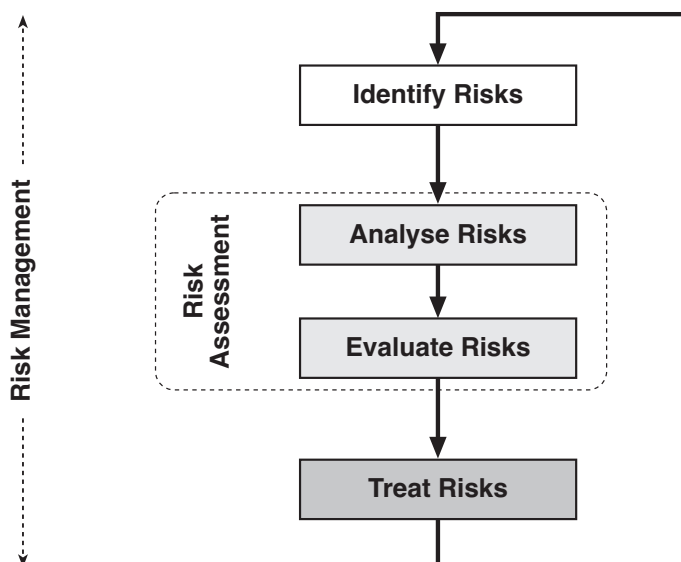 Identify Risks
Risk Management
Risk
Assessment
Analyse Risks
Evaluate Risks
Treat Risks